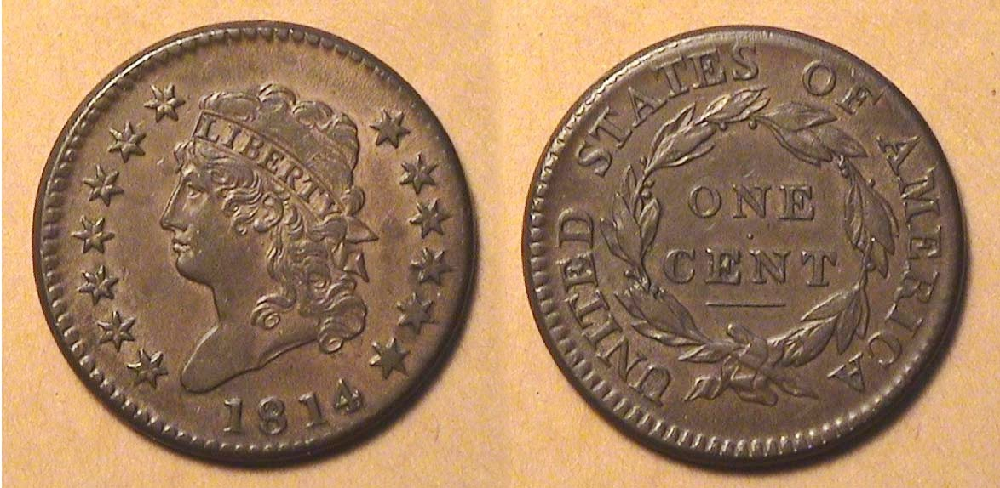 LIBERTY
1814
UNITED STATES OF AMERICA
ONE
CENT